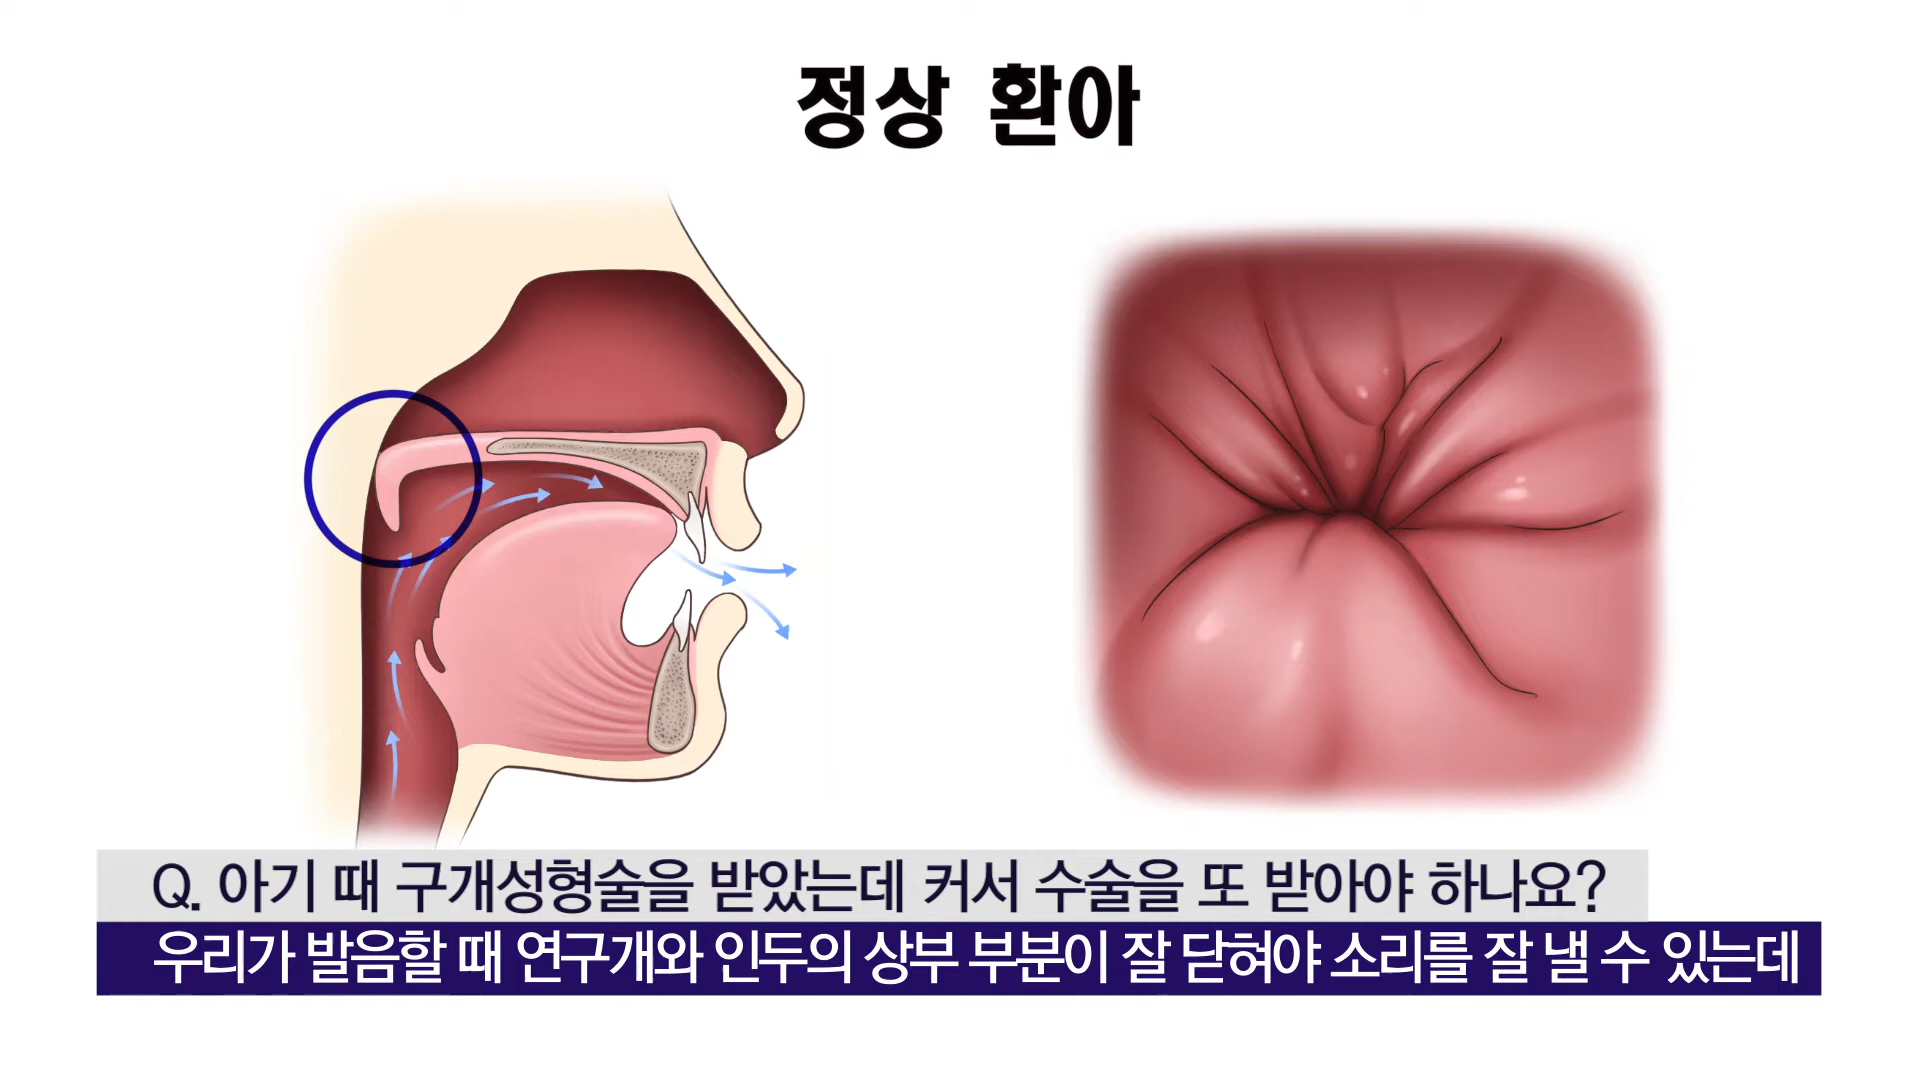 정상 환아
Q. 아기 때 구개성형술을 받았는데 커서 수술을 또 받아야 하나요?
우리가 발음할 때 연구개와 인두의 상부 부분이 잘 닫혀야 소리를 잘 낼 수 있는데